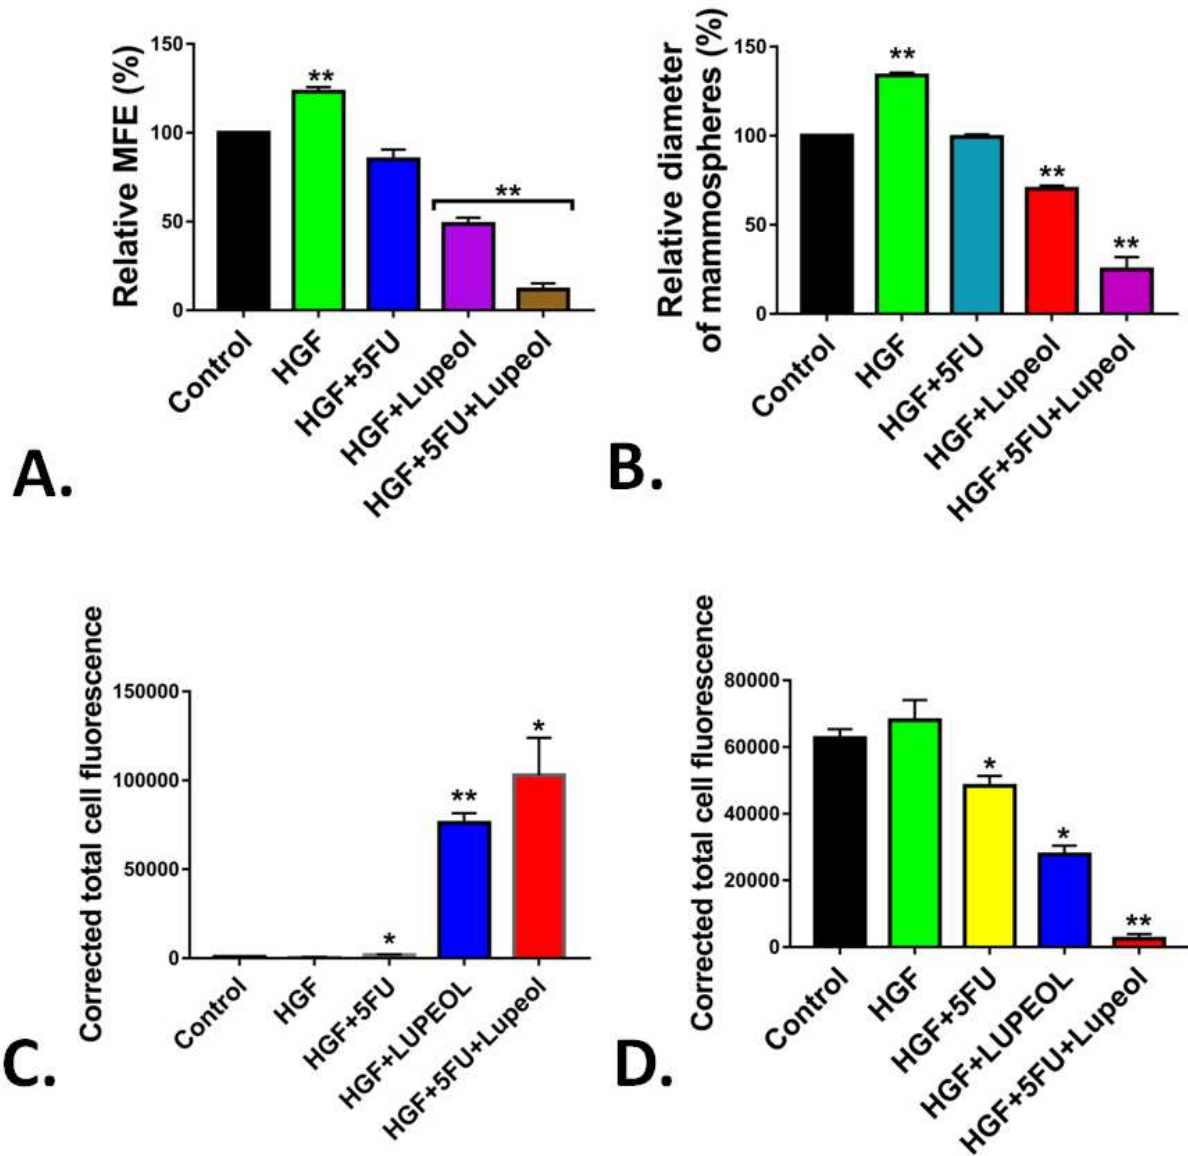 Relative MFE (%)
150
100
50
0
**
**
Control
HGF
HGF+5FU
HGF+Lupeol
HGF+5FU+Lupeol
A.
Relative diameter
of mammospheres (%)
150
100
50
0
**
**
**
Control
HGF
HGF+5FU
HGF+Lupeol
HGF+5FU+Lupeol
B.
Corrected total cell fluorescence
150000
100000
50000
0
*
**
*
Control
HGF
HGF+5FU
HGF+LUPEOL
HGF+5FU+Lupeol
C.
Corrected total cell fluorescence
80000
60000
40000
20000
0
*
*
**
Control
HGF
HGF+5FU
HGF+LUPEOL
HGF+5FU+Lupeol
D.